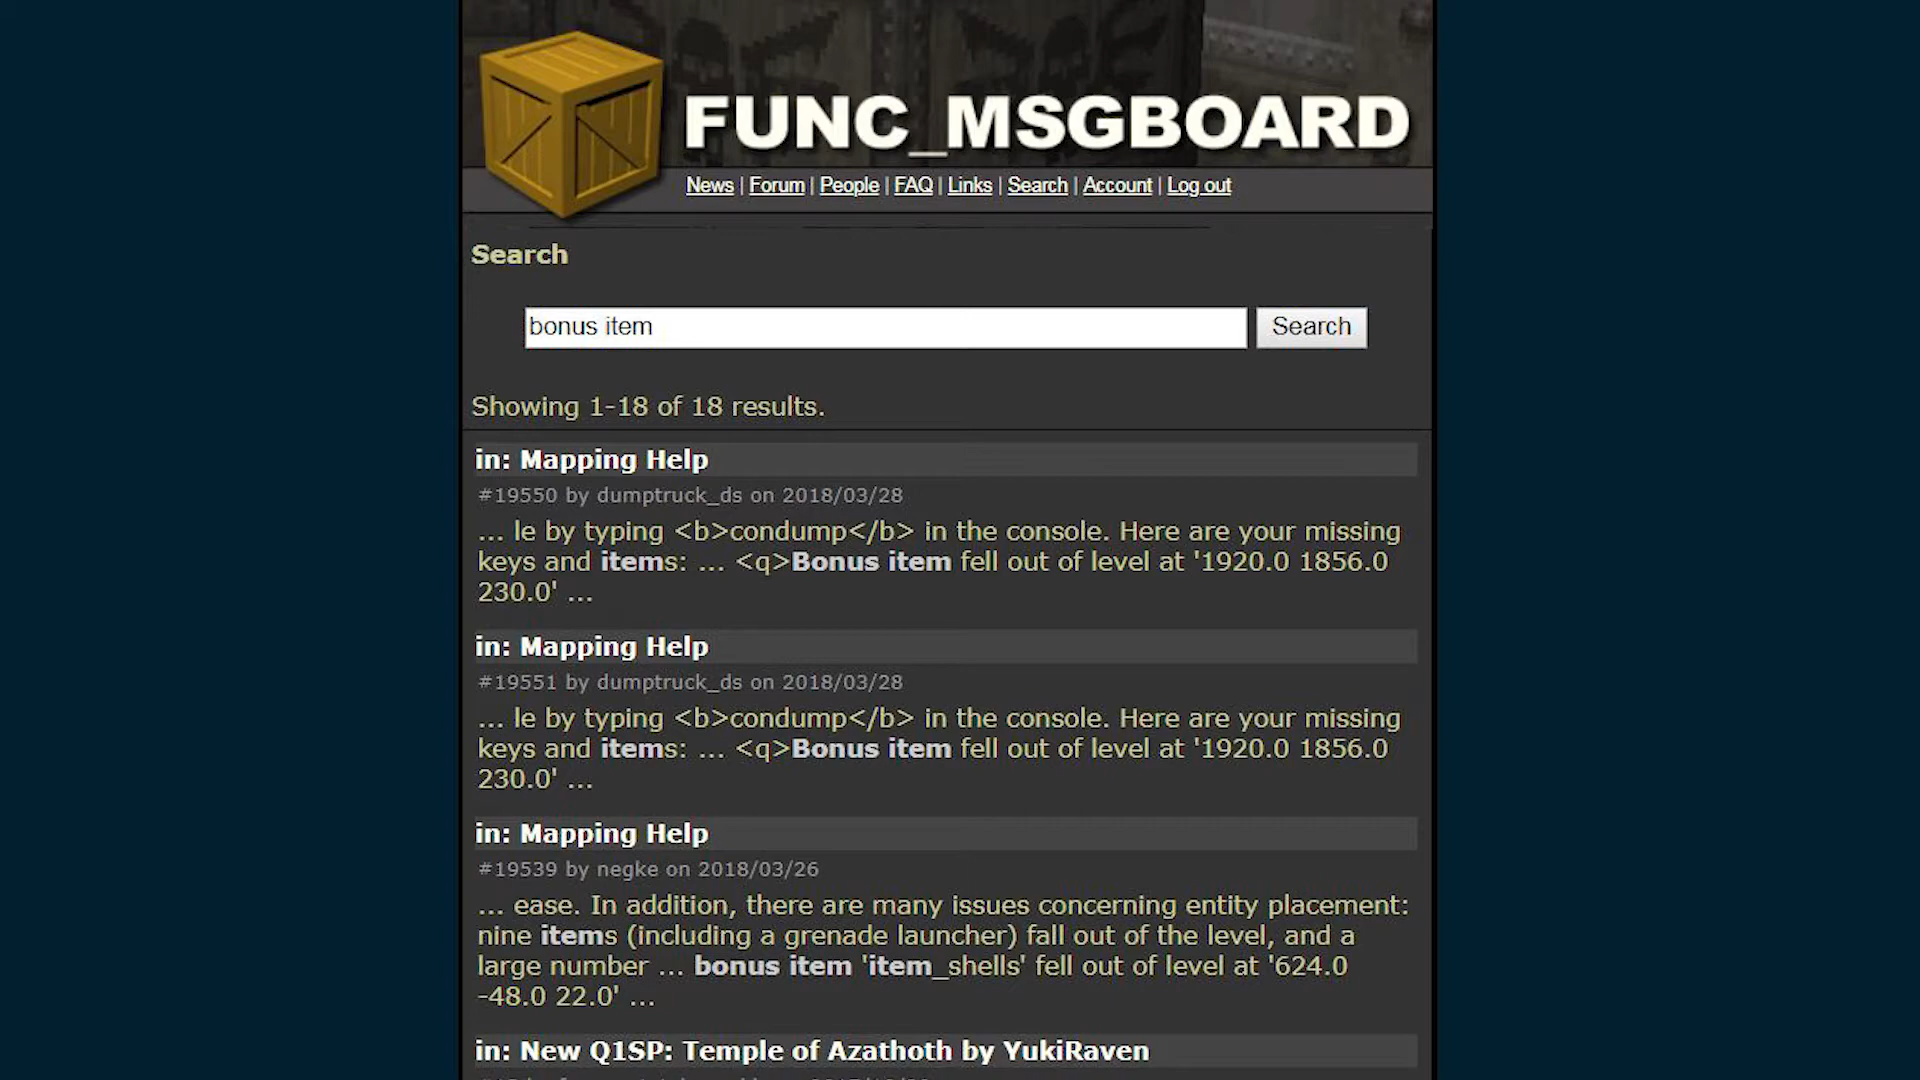 FUNC_MSGBOARD
News | Forum | People | FAQ | Links | Search | Account | Log out
Search
bonus item Search
Showing 1-18 of 18 results.
in: Mapping Help
#19550 by dumptruck_ds on 2018/03/28
... le by typing <b>condump</b> in the console. Here are your missing
keys and items: ... <q>Bonus item fell out of level at '1920.0 1856.0
230.0' ...
in: Mapping Help
#19551 by dumptruck_ds on 2018/03/28
... le by typing <b>condump</b> in the console. Here are your missing
keys and items: ... <q>Bonus item fell out of level at '1920.0 1856.0
230.0' ...
in: Mapping Help
#19539 by negke on 2018/03/26
... ease. In addition, there are many issues concerning entity placement:
nine items (including a grenade launcher) fall out of the level, and a
large number ... bonus item 'item_shells' fell out of level at '624.0
-48.0 22.0' ...
in: New Q1SP: Temple of Azathoth by YukiRaven